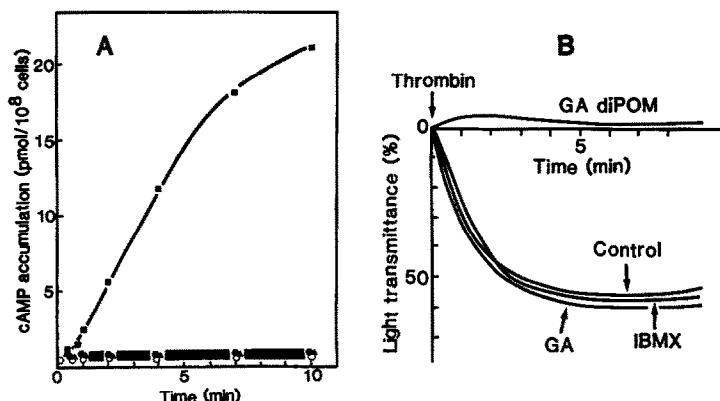 A
cAMP accumulation (pmol/10⁸ cells)
20
15
10
5
0
5
10
Time (min)
B
Thrombin
GA diPOM
0
5
Time (min)
Light transmittance (%)
50
Control
GA
IBMX